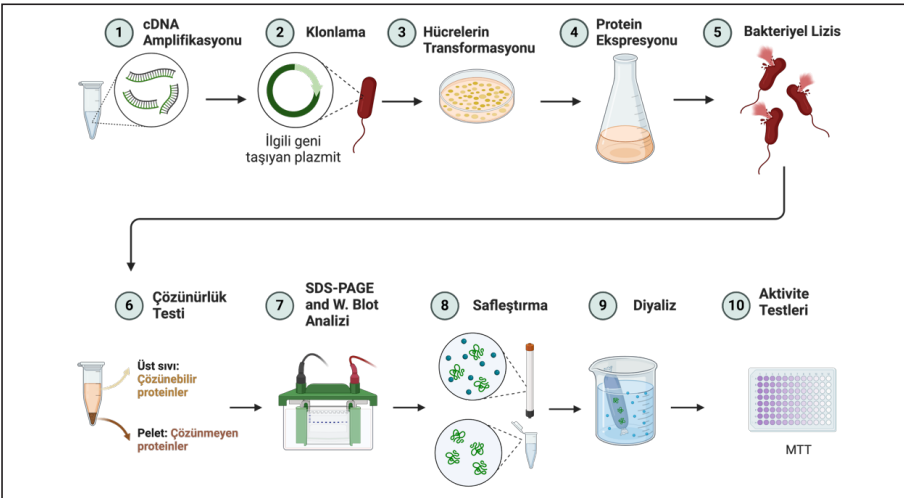 1 cDNA
Amplifikasyonu
2 Klonlama
İlgili geni
taşıyan plazmit
3 Hücrelerin
Transformasyonu
4 Protein
Ekspresyonu
5 Bakteriyel Lizis
6 Çözünürlük
Testi
Üst sıvı:
Çözünebilir
proteinler
Pelet: Çözünmeyen
proteinler
7 SDS-PAGE
and W. Blot
Analizi
8 Safleştırma
9 Diyaliz
10 Aktivite
Testleri
MTT